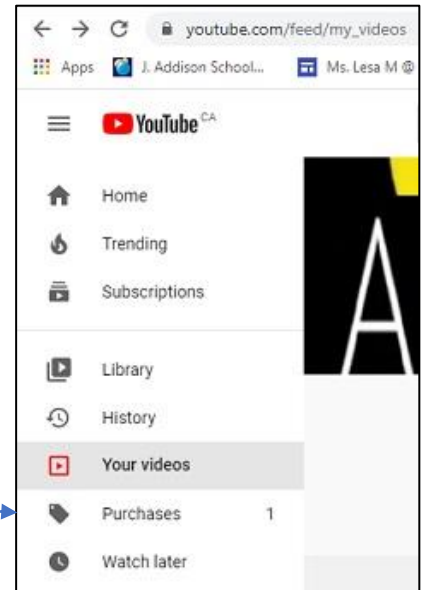 youtube.com/feed/my_videos
Apps J. Addison School... Ms. Lesa M @
YouTube CA
Home
Trending
Subscriptions
Library
History
Your videos
Purchases 1
Watch later
A